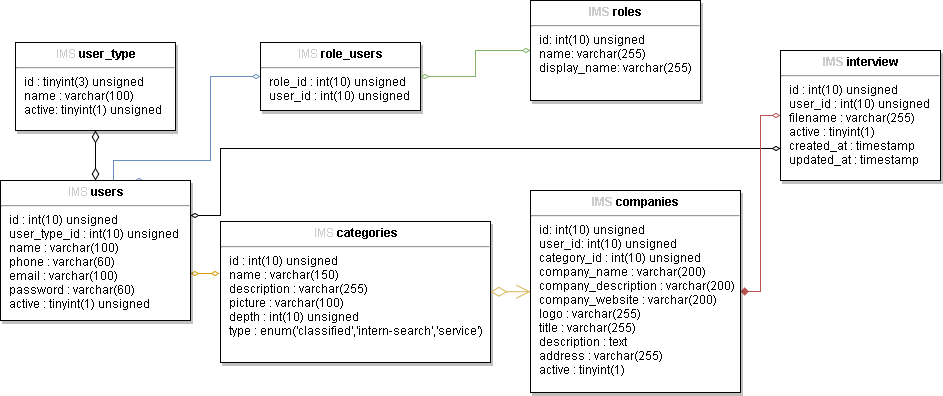 IMS user_type
id : tinyint(3) unsigned
name : varchar(100)
active: tinyint(1) unsigned
IMS role_users
role_id : int(10) unsigned
user_id : int(10) unsigned
IMS roles
id: int(10) unsigned
name: varchar(255)
display_name: varchar(255)
IMS interview
id : int(10) unsigned
user_id : int(10) unsigned
filename : varchar(255)
active : tinyint(1)
created_at : timestamp
updated_at : timestamp
IMS users
id : int(10) unsigned
user_type_id : int(10) unsigned
name : varchar(100)
phone : varchar(60)
email : varchar(100)
password : varchar(60)
active : tinyint(1) unsigned
IMS categories
id : int(10) unsigned
name : varchar(150)
description : varchar(255)
picture : varchar(100)
depth : int(10) unsigned
type : enum('classified','intern-search','service')
IMS companies
id: int(10) unsigned
user_id: int(10) unsigned
category_id : int(10) unsigned
company_name : varchar(200)
company_description : varchar(200)
company_website : varchar(200)
logo : varchar(255)
title : varchar(255)
description : text
address : varchar(255)
active : tinyint(1)